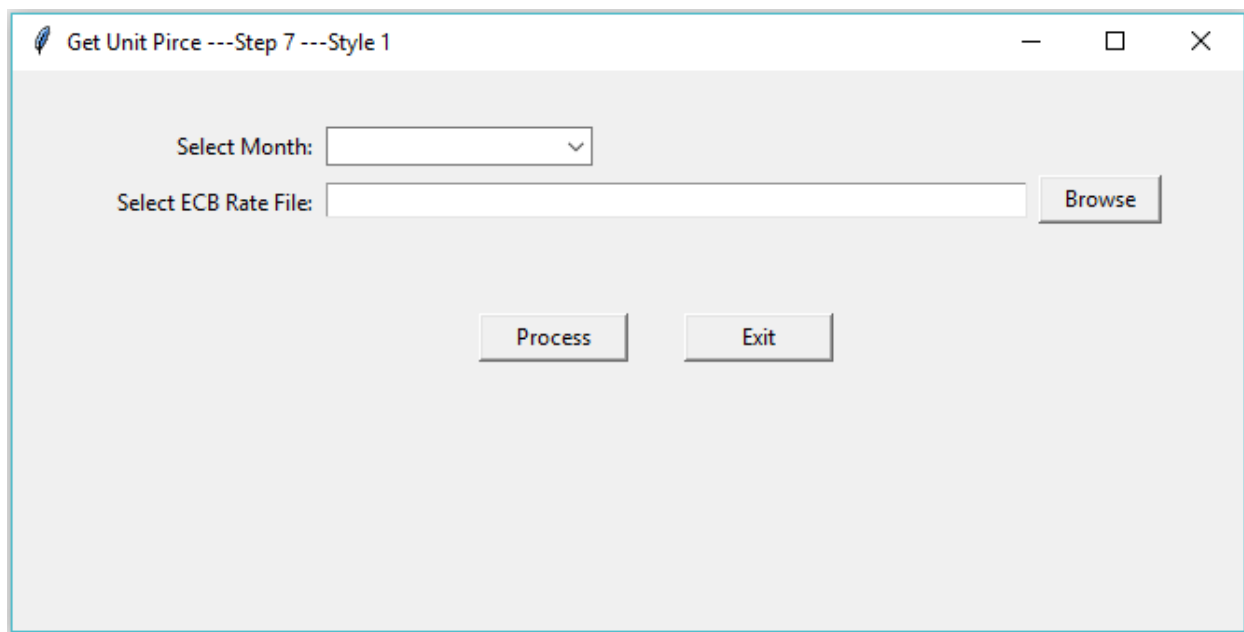 Get Unit Pirce ---Step 7 ---Style 1
Select Month:
Select ECB Rate File:
Browse
Process
Exit